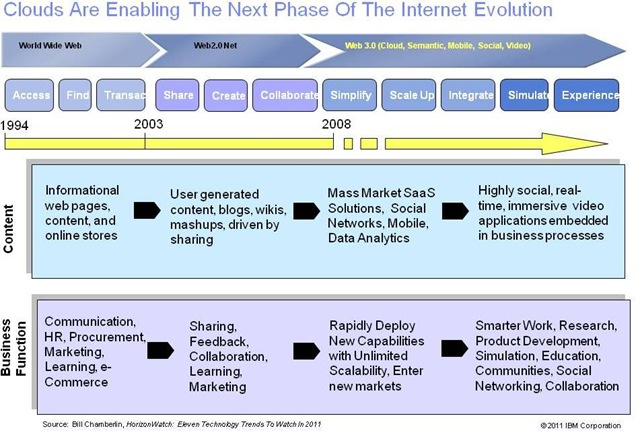 Clouds Are Enabling The Next Phase Of The Internet Evolution
World Wide Web
Web2.0 Net
Web 3.0 (Cloud, Semantic, Mobile, Social, Video)
Access
Find
Transac
Share
Create
Collaborate
Simplify
Scale Up
Integrate
Simulat
Experience
1994
2003
2008
Content
Informational
web pages,
content, and
online stores
User generated
content, blogs, wikis,
mashups, driven by
sharing
Mass Market SaaS
Solutions, Social
Networks, Mobile,
Data Analytics
Highly social, real-
time, immersive video
applications embedded
in business processes
Business
Function
Communication,
HR, Procurement,
Marketing,
Learning, e-
Commerce
Sharing,
Feedback,
Collaboration,
Learning,
Marketing
Rapidly Deploy
New Capabilities
with Unlimited
Scalability, Enter
new markets
Smarter Work, Research,
Product Development,
Simulation, Education,
Communities, Social
Networking, Collaboration
Source: Bill Chamberlin, HorizonWatch: Eleven Technology Trends To Watch In 2011
©2011 IBM Corporation